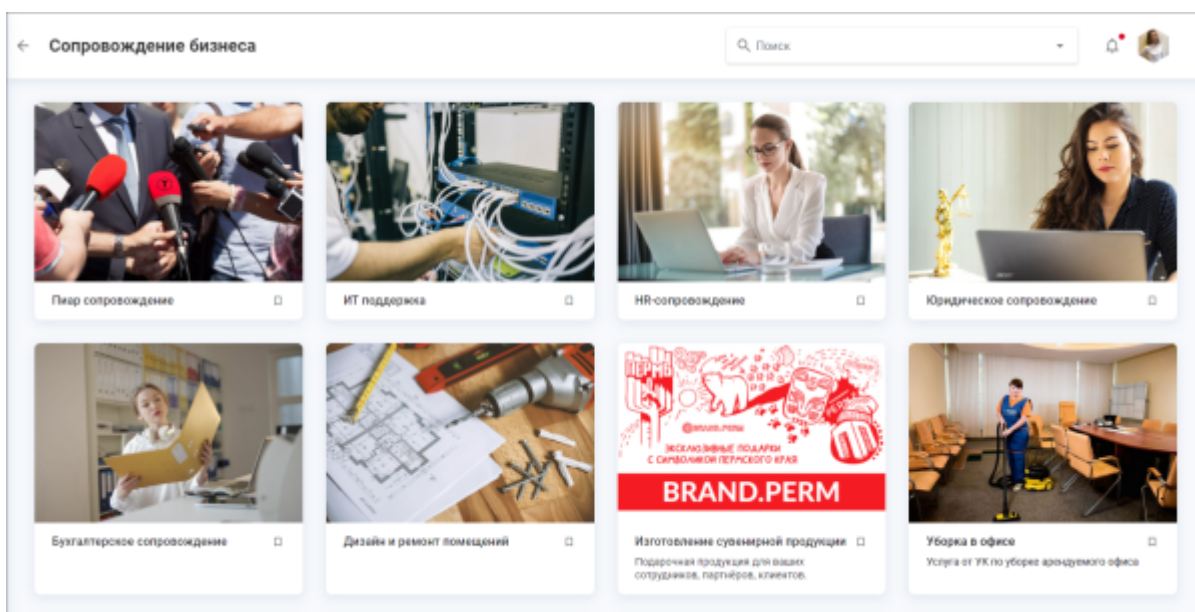 Сопровождение бизнеса
Поиск
Пиар сопровождение
ИТ поддержка
HR-сопровождение
Юридическое сопровождение
Бухгалтерское сопровождение
Дизайн и ремонт помещений
ПЕРМЬ
@BRAND.PERM
ЭКСКЛЮЗИВНЫЕ ПОДАРКИ
С СИМВОЛИКОЙ ПЕРМСКОГО КРАЯ
BRAND.PERM
Изготовление сувенирной продукции
Подарочная продукция для ваших
сотрудников, партнёров, клиентов.
Уборка в офисе
Услуга от УК по уборке арендуемого офиса